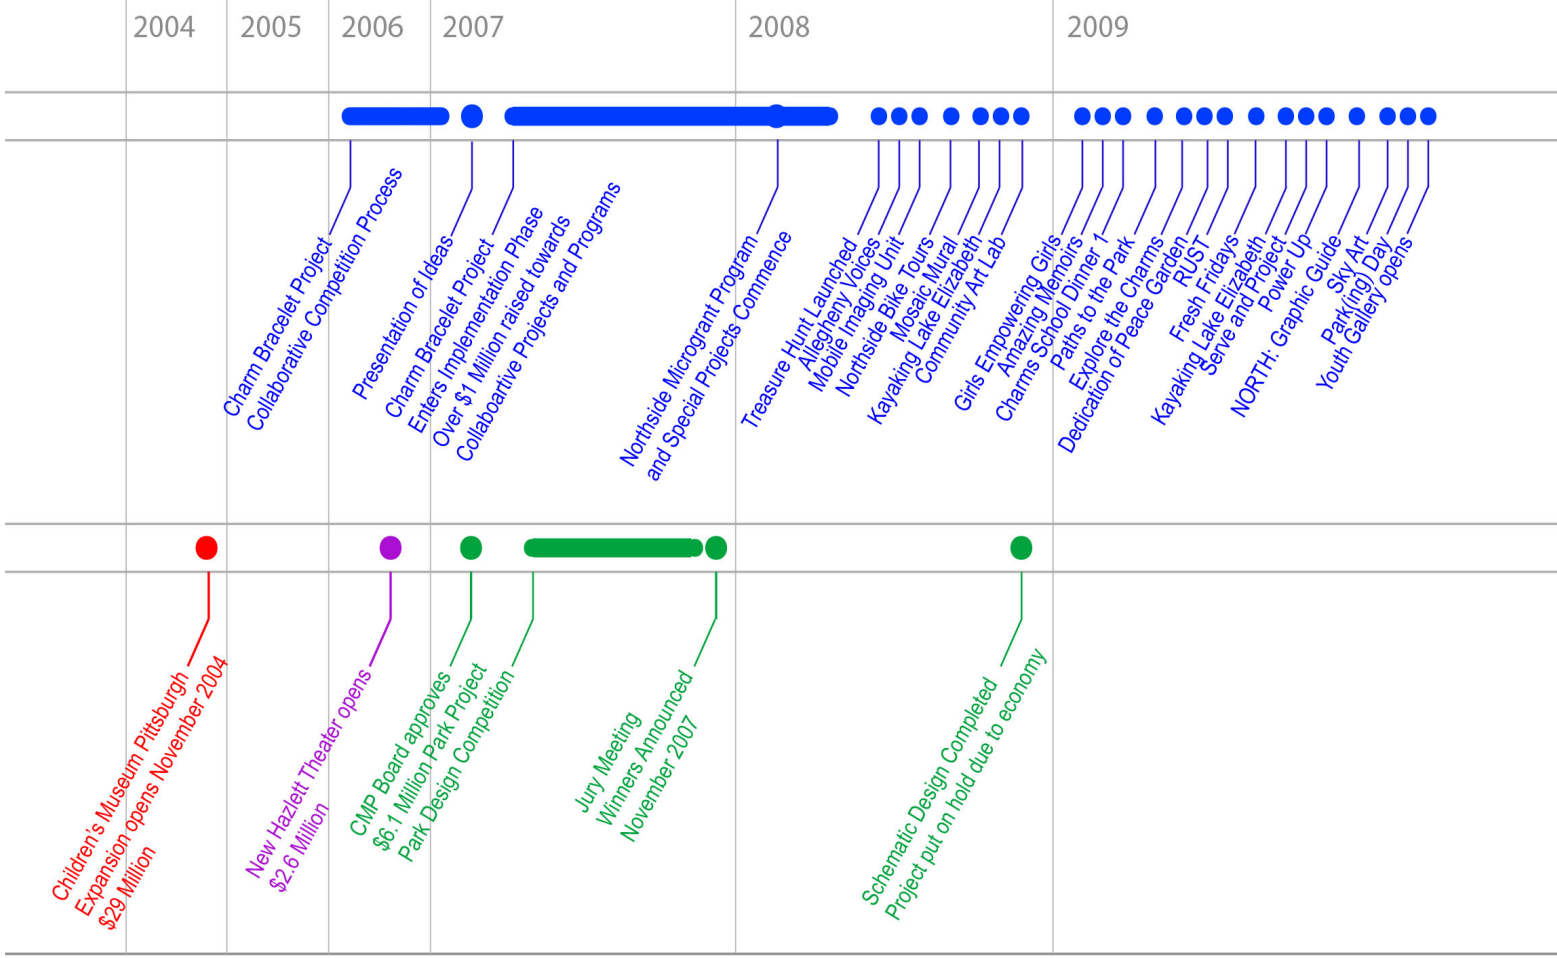 2004
2005
2006
2007
2008
2009
Charm Bracelet Project
Collaborative Competition Process
Presentation of Ideas
Charm Bracelet Project
Enters Implementation Phase
Over $1 Million raised towards
Collaboartive Projects and Programs
Northside Microgrant Program
and Special Projects Commence
Treasure Hunt Launched
Allegheny Voices
Mobile Imaging Unit
Northside Bike Tours
Mosaic Mural
Kayaking Lake Elizabeth
Community Art Lab
Girls Empowering Girls
Amazing Memoirs
Charms School Dinner 1
Paths to the Park
Explore the Charms
Dedication of Peace Garden
RUST
Fresh Fridays
Kayaking Lake Elizabeth
Serve and Project
Power Up
NORTH: Graphic Guide
Sky Art
Park(ing) Day
Youth Gallery opens
Children's Museum Pittsburgh
Expansion opens November 2004
$29 Million
New Hazlett Theater opens
$2.6 Million
CMP Board approves
$6.1 Million Park Project
Park Design Competition
Jury Meeting
Winners Announced
November 2007
Schematic Design Completed
Project put on hold due to economy